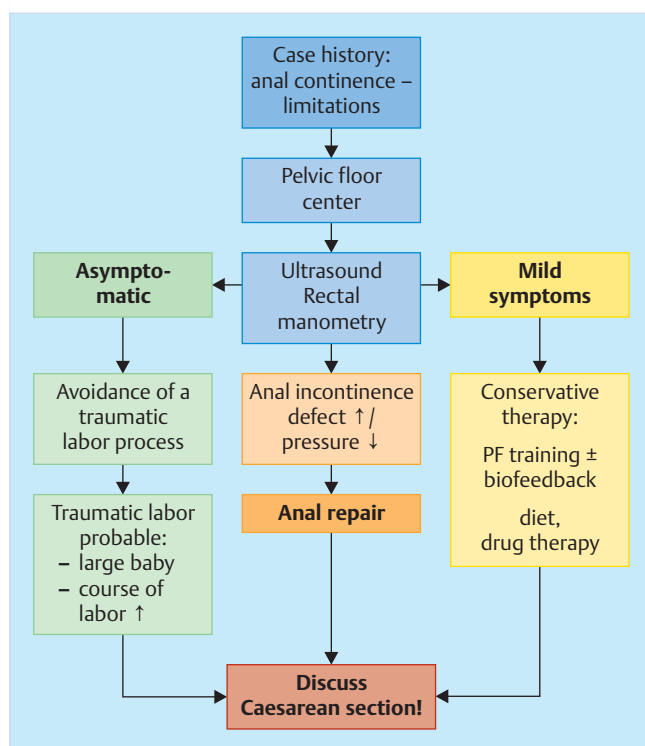 Case history:
anal continence –
limitations
Pelvic floor
center
Asympto-
matic
Ultrasound
Rectal
manometry
Mild
symptoms
Avoidance of a
traumatic
labor process
Anal incontinence
defect ↑ /
pressure ↓
Conservative
therapy:
PF training ±
biofeedback
diet,
drug therapy
Traumatic labor
probable:
– large baby
– course of
labor ↑
Anal repair
Discuss
Caesarean section!